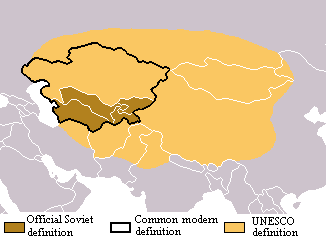 Official Soviet
definition
Common modern
definition
UNESCO
definition